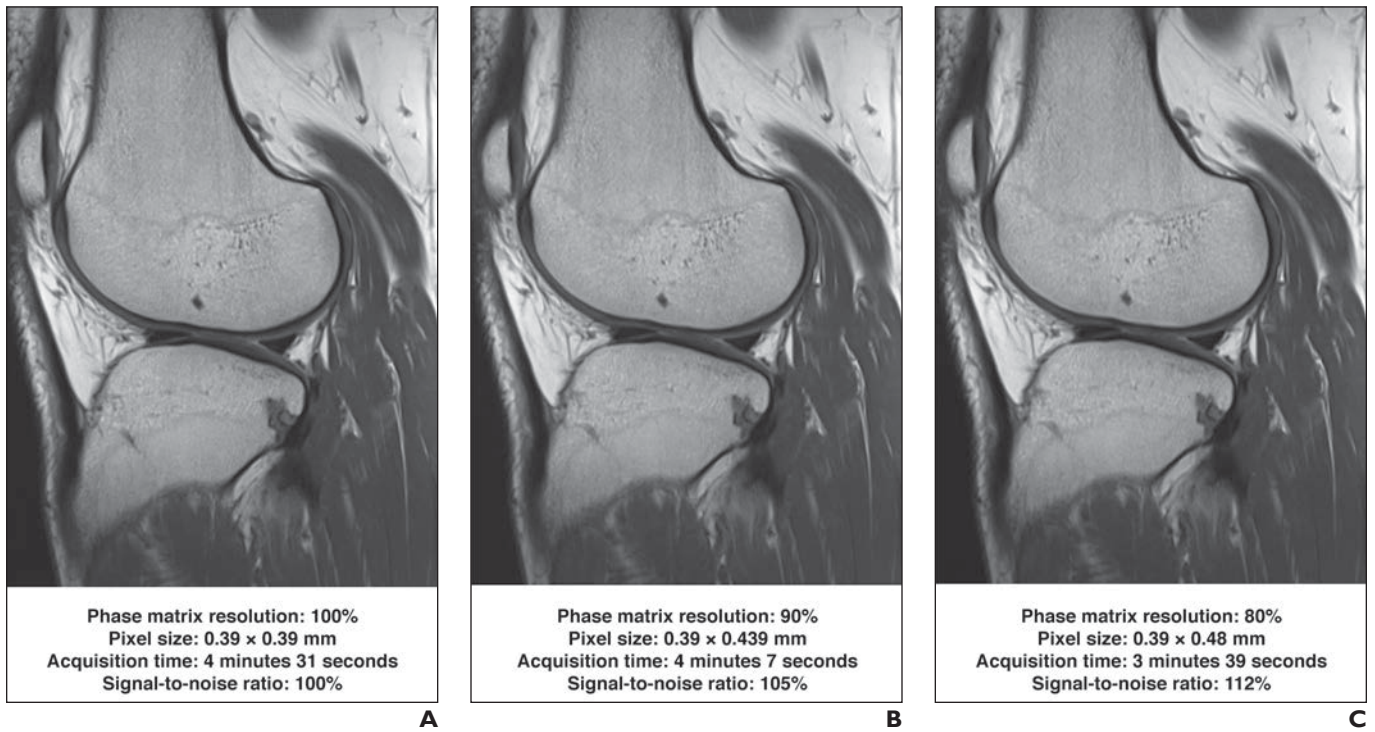 Phase matrix resolution: 100%
Pixel size: 0.39 × 0.39 mm
Acquisition time: 4 minutes 31 seconds
Signal-to-noise ratio: 100%
A
Phase matrix resolution: 90%
Pixel size: 0.39 × 0.439 mm
Acquisition time: 4 minutes 7 seconds
Signal-to-noise ratio: 105%
B
Phase matrix resolution: 80%
Pixel size: 0.39 × 0.48 mm
Acquisition time: 3 minutes 39 seconds
Signal-to-noise ratio: 112%
C